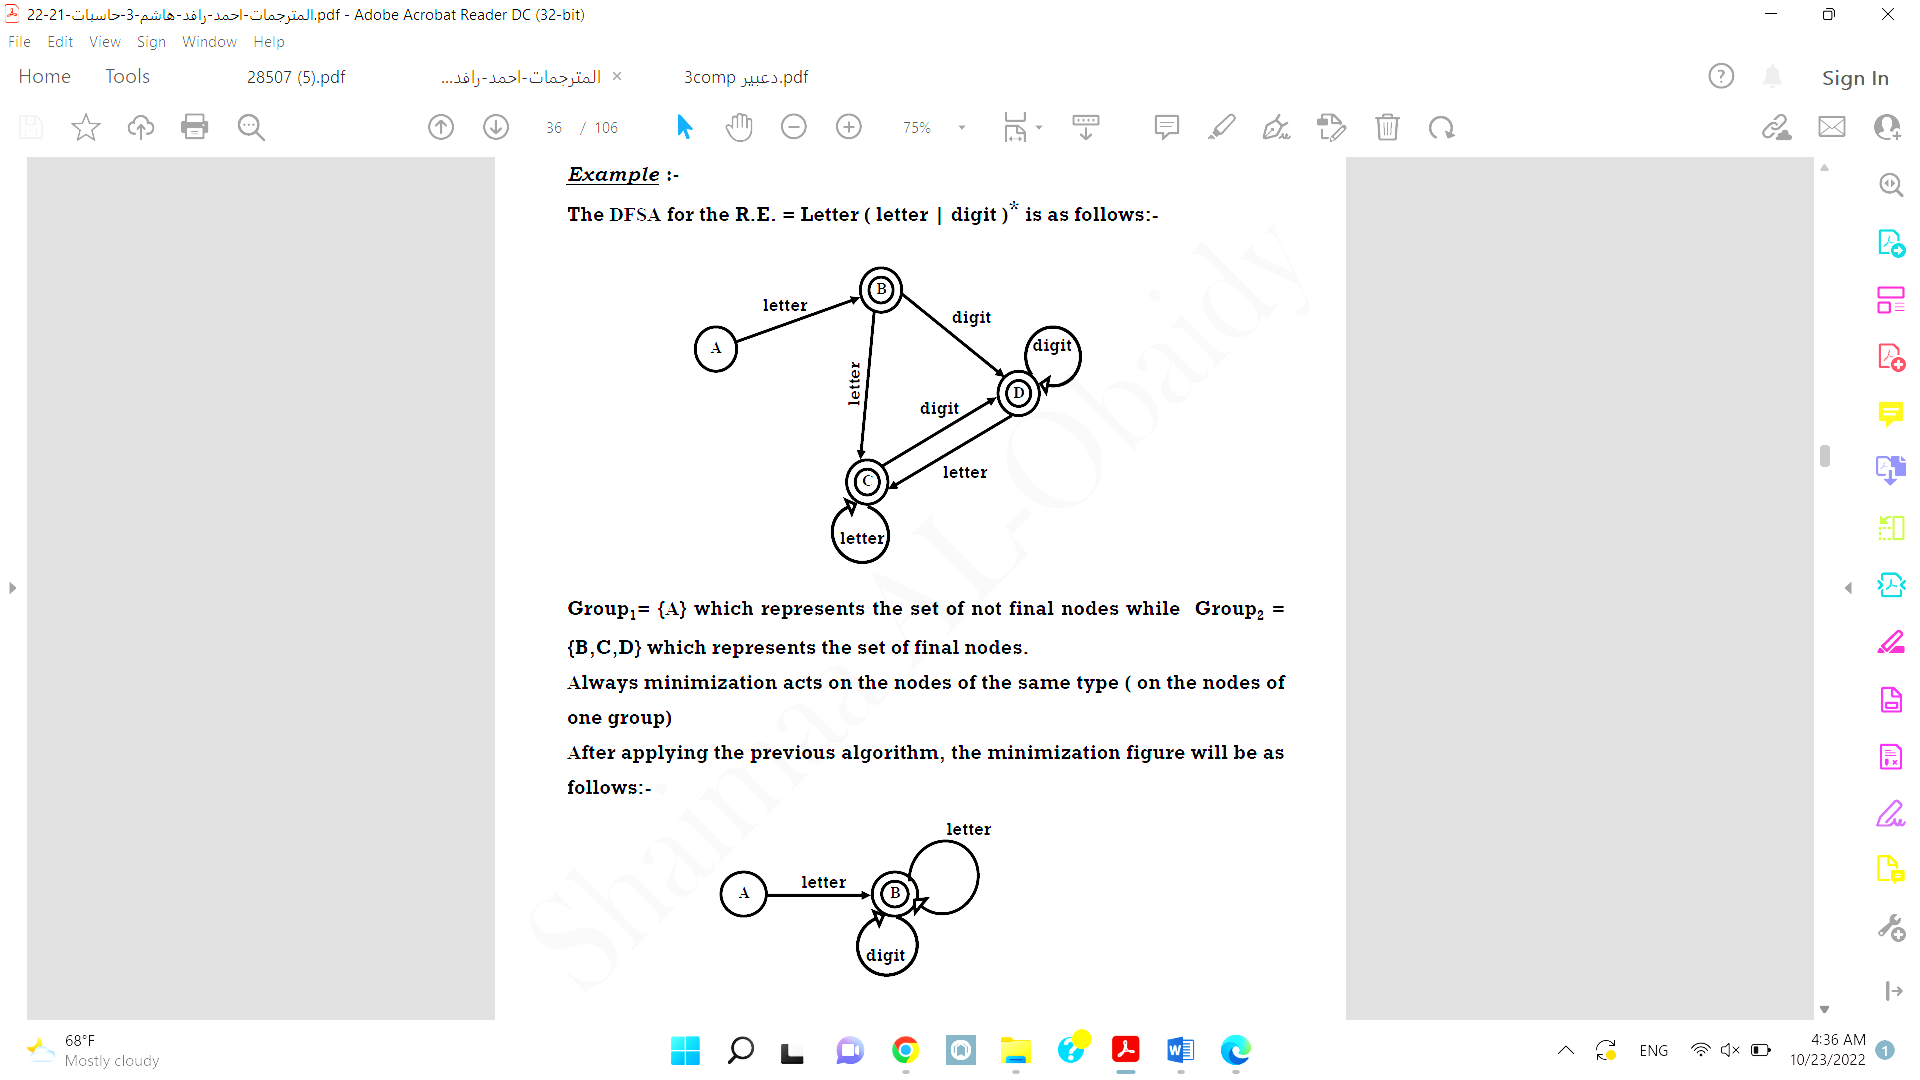 المترجمات-احمد-رافد-هاشم-3-حاسبات-21-22.pdf - Adobe Acrobat Reader DC (32-bit)
File Edit View Sign Window Help
Home Tools 28507 (5).pdf المترجمات-احمد-رافد... × 3comp دعبير.pdf Sign In
36 / 106 75%
Example :-
The DFSA for the R.E. = Letter ( letter | digit )* is as follows:-
B
letter
digit
A
digit
letter
D
digit
letter
C
letter
Group1= {A} which represents the set of not final nodes while Group2 =
{B,C,D} which represents the set of final nodes.
Always minimization acts on the nodes of the same type ( on the nodes of
one group)
After applying the previous algorithm, the minimization figure will be as
follows:-
letter
letter
A
B
digit
Shaimaa AL-Obaidy
68°F
Mostly cloudy
ENG
4:36 AM
10/23/2022
1